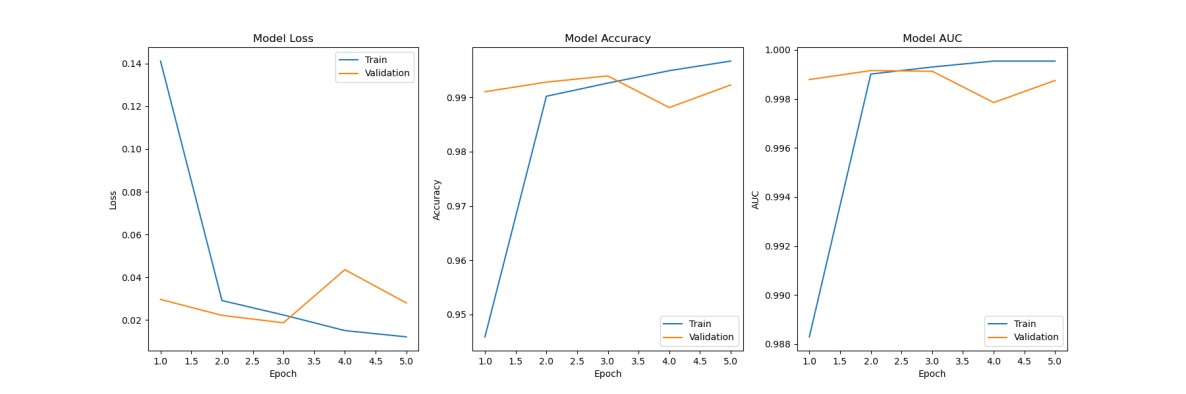 Model Loss
Train
Validation
0.14
0.12
0.10
0.08
0.06
0.04
0.02
Loss
1.0 1.5 2.0 2.5 3.0 3.5 4.0 4.5 5.0
Epoch
Model Accuracy
0.99
0.98
0.97
0.96
0.95
Accuracy
Train
Validation
1.0 1.5 2.0 2.5 3.0 3.5 4.0 4.5 5.0
Epoch
Model AUC
1.000
0.998
0.996
0.994
0.992
0.990
0.988
AUC
Train
Validation
1.0 1.5 2.0 2.5 3.0 3.5 4.0 4.5 5.0
Epoch